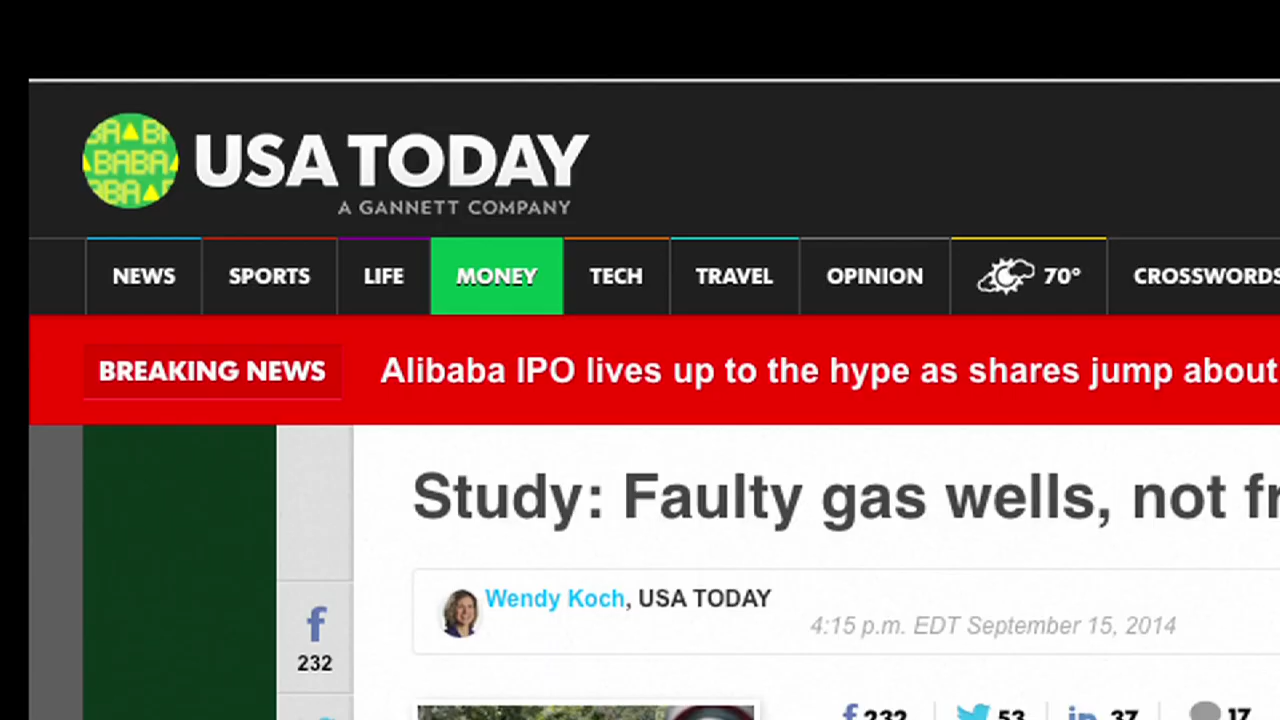 BABA
USA TODAY
A GANNETT COMPANY
NEWS SPORTS LIFE MONEY TECH TRAVEL OPINION 70° CROSSWORDS
BREAKING NEWS Alibaba IPO lives up to the hype as shares jump about
Study: Faulty gas wells, not fr
Wendy Koch, USA TODAY
4:15 p.m. EDT September 15, 2014
f
232
f 232 53 in 37 17